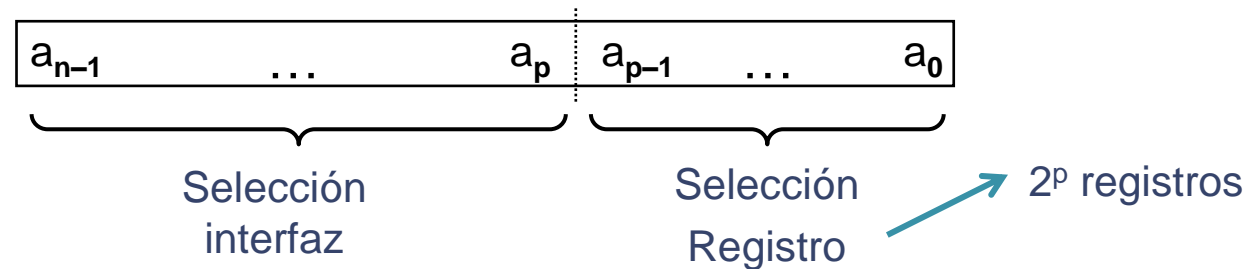 aₙ₋₁ … aₚ aₚ₋₁ … a₀
Selección
interfaz
Selección
Registro
2ᵖ registros